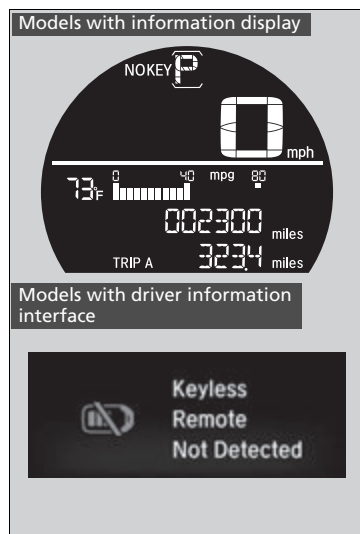 Models with information display
NOKEY P
0 mph
0 40 mpg 80
73°F
002300 miles
TRIP A 323.4 miles
Models with driver information
interface
Keyless
Remote
Not Detected